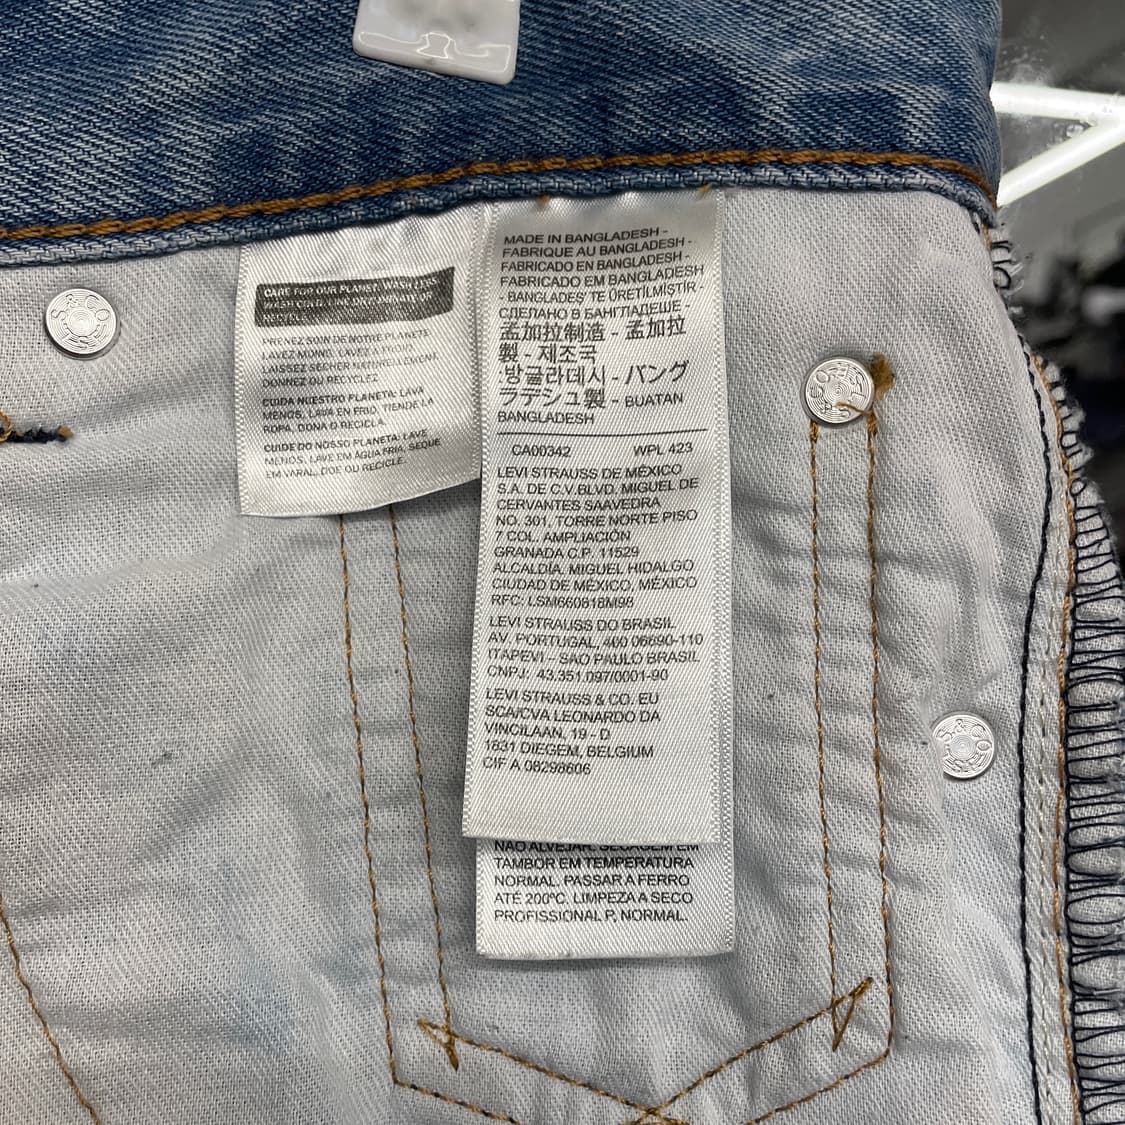 CARE FOR OUR PLANET: WASH LESS
PRENEZ SOIN DE NOTRE PLANÈTE:
LAVEZ MOINS, LAVEZ À FROID,
LAISSEZ SÉCHER NATURELLEMENT,
DONNEZ OU RECYCLEZ.
CUIDA NUESTRO PLANETA: LAVA
MENOS, LAVA EN FRIO, TIENDE LA
ROPA, DONA O RECICLA.
CUIDE DO NOSSO PLANETA: LAVE
MENOS, LAVE EM ÁGUA FRIA, SEQUE
EM VARAL, DOE OU RECICLE.
MADE IN BANGLADESH -
FABRIQUE AU BANGLADESH -
FABRICADO EN BANGLADESH -
FABRICADO EM BANGLADESH
- BANGLADEŞ' TE ÜRETİLMİŞTİR -
СДЕЛАНО В БАНГЛАДЕШЕ -
孟加拉制造 - 孟加拉
製 - 제조국
:방글라데시 - バング
ラデシュ製 - BUATAN
BANGLADESH
CA00342 WPL 423
LEVI STRAUSS DE MÉXICO
S.A. DE C.V.BLVD. MIGUEL DE
CERVANTES SAAVEDRA
NO. 301, TORRE NORTE PISO
7 COL. AMPLIACIÓN
GRANADA C.P. 11529
ALCALDÍA. MIGUEL HIDALGO
CIUDAD DE MÉXICO, MÉXICO
RFC: LSM660818M98
LEVI STRAUSS DO BRASIL
AV. PORTUGAL, 400 06690-110
ITAPEVI – SAO PAULO BRASIL
CNPJ: 43.351.097/0001-90
LEVI STRAUSS & CO. EU
SCA/CVA LEONARDO DA
VINCILAAN, 19 - D
1831 DIEGEM, BELGIUM
CIF A 08298606
NÃO ALVEJAR. SECAGEM EM
TAMBOR EM TEMPERATURA
NORMAL. PASSAR A FERRO
ATÉ 200°C. LIMPEZA A SECO
PROFISSIONAL P, NORMAL.
S.&CO
L.S.
S.&CO